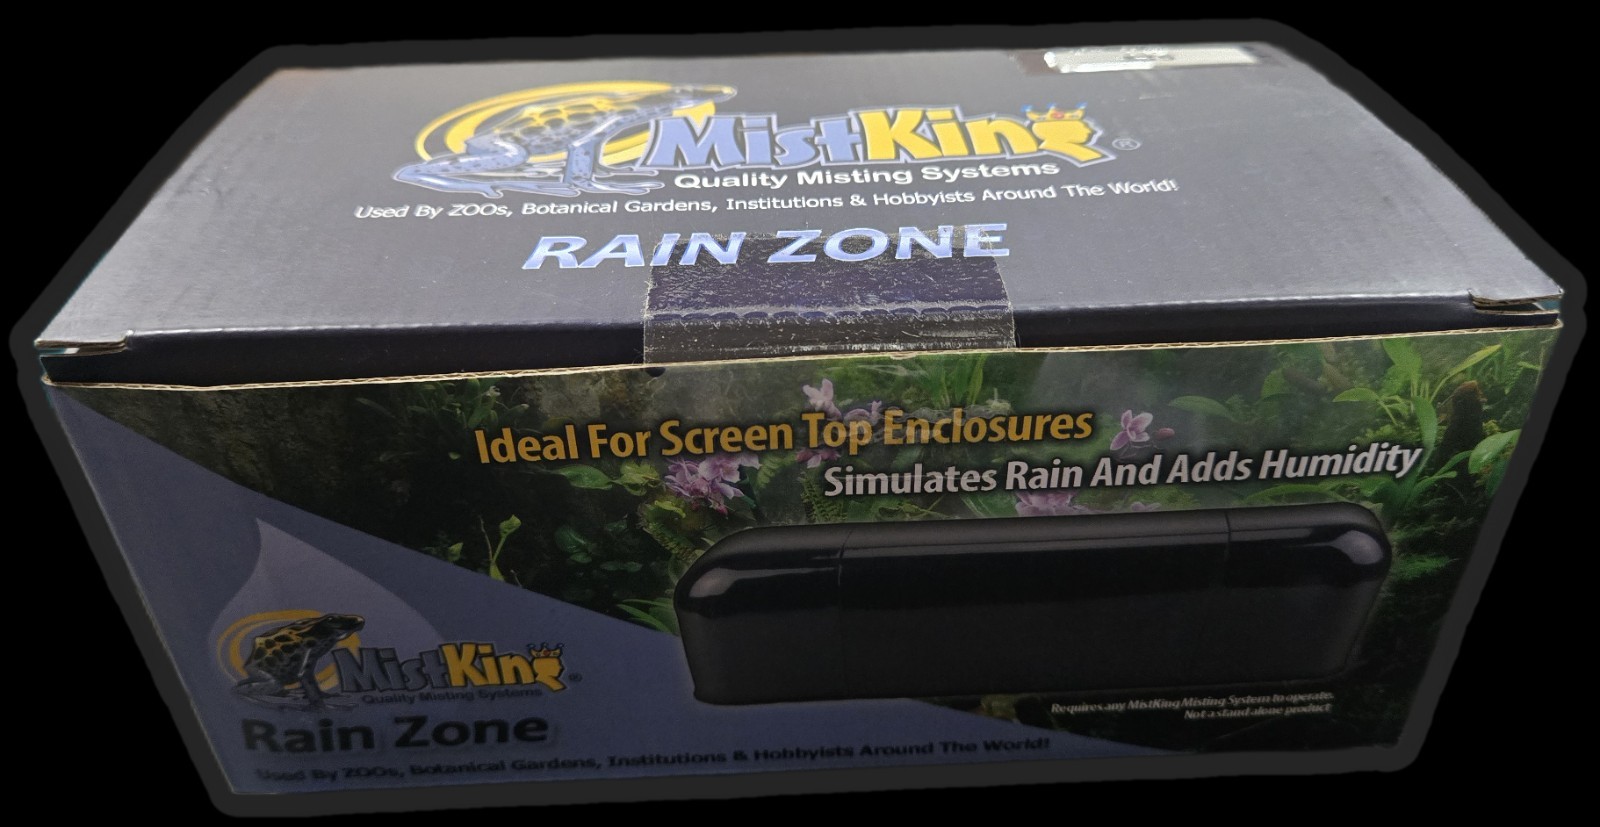 MistKing®
Quality Misting Systems
Used By ZOOs, Botanical Gardens, Institutions & Hobbyists Around The World!
RAIN ZONE
Ideal For Screen Top Enclosures
Simulates Rain And Adds Humidity
MistKing®
Quality Misting Systems
Rain Zone
Requires any MistKing Misting System to operate.
Not a stand alone product
Used By ZOOs, Botanical Gardens, Institutions & Hobbyists Around The World!